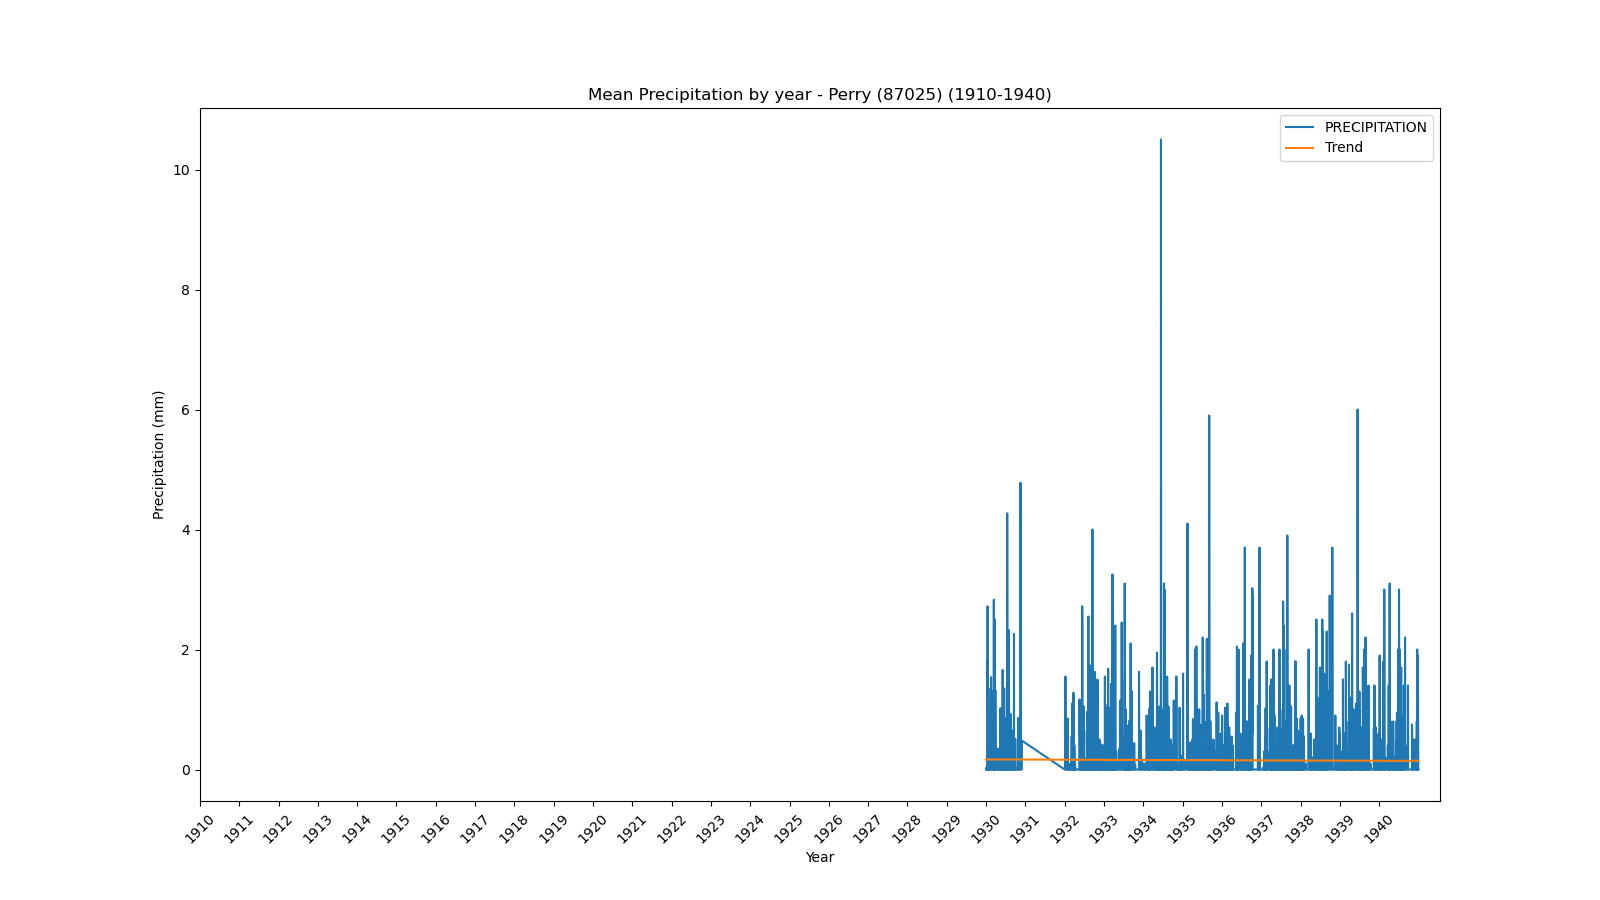 Mean Precipitation by year - Perry (87025) (1910-1940)
PRECIPITATION
Trend
10
8
6
4
2
0
Precipitation (mm)
1910 1911 1912 1913 1914 1915 1916 1917 1918 1919 1920 1921 1922 1923 1924 1925 1926 1927 1928 1929 1930 1931 1932 1933 1934 1935 1936 1937 1938 1939 1940
Year